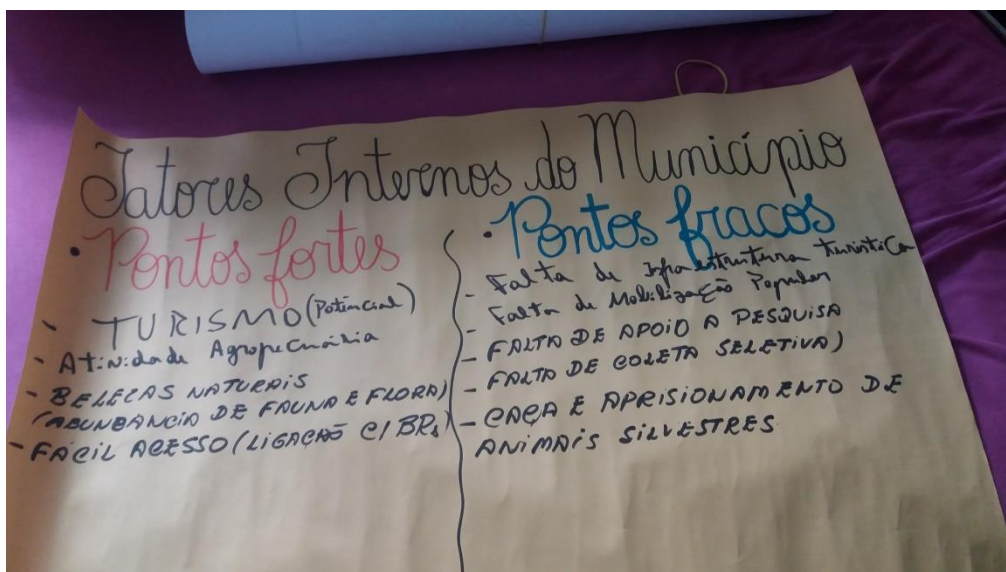 Fatores Internos do Município
• Pontos fortes
- TURISMO (Potencial)
- Atividade Agropecuária
- BELEZAS NATURAIS
(ABUNDÂNCIA DE FAUNA E FLORA)
- FÁCIL ACESSO (LIGAÇÃO C/ BRs)
• Pontos fracos
- Falta de Infraestrutura turística
- Falta de Mobilização Popular
- FALTA DE APOIO A PESQUISA
- FALTA DE COLETA SELETIVA)
- CAÇA E APRISIONAMENTO DE
ANIMAIS SILVESTRES